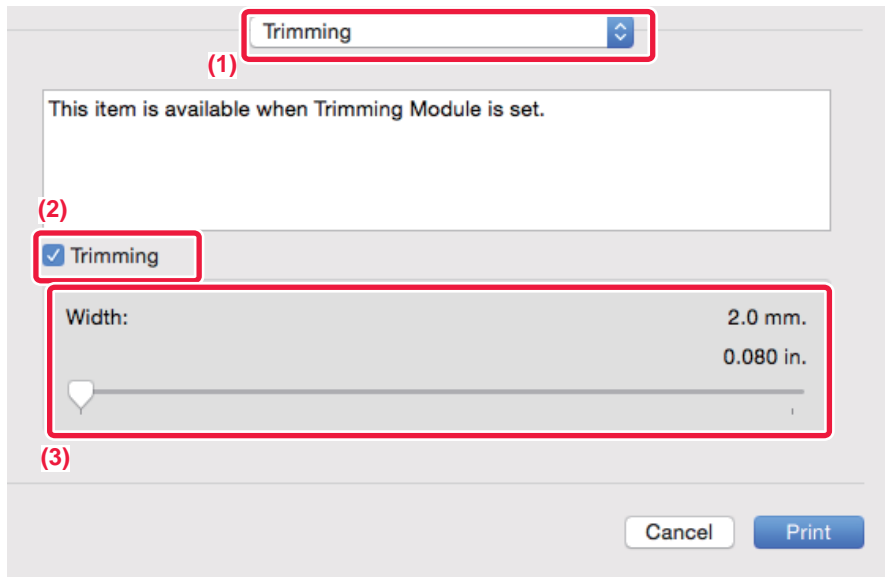 Trimming
(1)
This item is available when Trimming Module is set.
(2)
Trimming
Width: 2.0 mm.
0.080 in.
(3)
Cancel Print